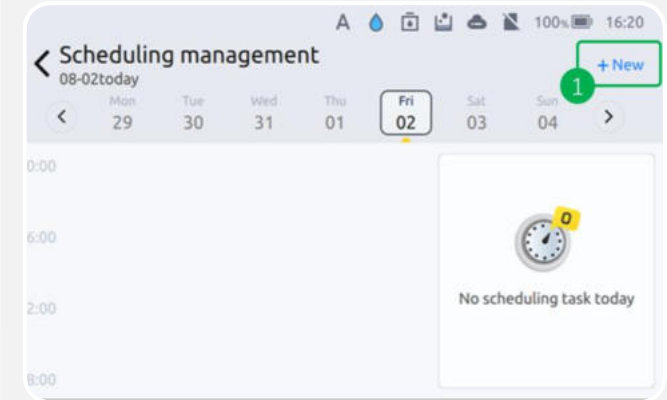 A 100% 16:20
Scheduling management
+ New
08-02today
1
Mon Tue Wed Thu Fri Sat Sun
< 29 30 31 01 02 03 04 >
0:00
6:00
2:00
8:00
0
No scheduling task today